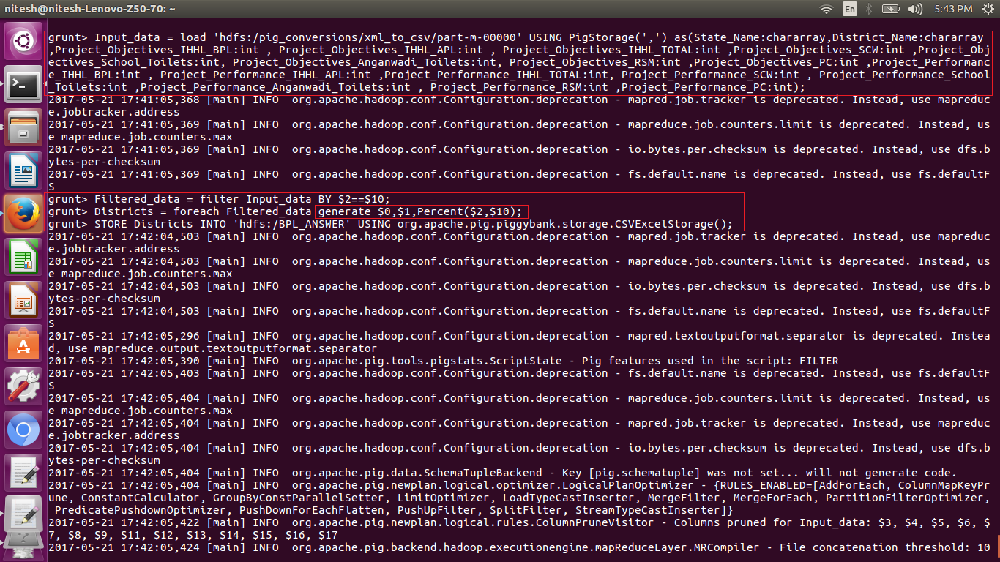 nitesh@nitesh-Lenovo-Z50-70: ~
En
5:43 PM
grunt> Input_data = load 'hdfs:/pig_conversions/xml_to_csv/part-m-00000' USING PigStorage(',') as(State_Name:chararray,District_Name:chararray
,Project_Objectives_IHHL_BPL:int , Project_Objectives_IHHL_APL:int , Project_Objectives_IHHL_TOTAL:int ,Project_Objectives_SCW:int ,Project_Obj
ectives_School_Toilets:int, Project_Objectives_Anganwadi_Toilets:int, Project_Objectives_RSM:int ,Project_Objectives_PC:int ,Project_Performanc
e_IHHL_BPL:int , Project_Performance_IHHL_APL:int ,Project_Performance_IHHL_TOTAL:int, Project_Performance_SCW:int , Project_Performance_School
_Toilets:int ,Project_Performance_Anganwadi_Toilets:int , Project_Performance_RSM:int ,Project_Performance_PC:int);
2017-05-21 17:41:05,368 [main] INFO  org.apache.hadoop.conf.Configuration.deprecation - mapred.job.tracker is deprecated. Instead, use mapreduc
e.jobtracker.address
2017-05-21 17:41:05,369 [main] INFO  org.apache.hadoop.conf.Configuration.deprecation - mapreduce.job.counters.limit is deprecated. Instead, us
e mapreduce.job.counters.max
2017-05-21 17:41:05,369 [main] INFO  org.apache.hadoop.conf.Configuration.deprecation - io.bytes.per.checksum is deprecated. Instead, use dfs.b
ytes-per-checksum
2017-05-21 17:41:05,369 [main] INFO  org.apache.hadoop.conf.Configuration.deprecation - fs.default.name is deprecated. Instead, use fs.defaultF
S
grunt> Filtered_data = filter Input_data BY $2==$10;
grunt> Districts = foreach Filtered_data generate $0,$1,Percent($2,$10);
grunt> STORE Districts INTO 'hdfs:/BPL_ANSWER' USING org.apache.pig.piggybank.storage.CSVExcelStorage();
2017-05-21 17:42:04,503 [main] INFO  org.apache.hadoop.conf.Configuration.deprecation - mapred.job.tracker is deprecated. Instead, use mapreduc
e.jobtracker.address
2017-05-21 17:42:04,503 [main] INFO  org.apache.hadoop.conf.Configuration.deprecation - mapreduce.job.counters.limit is deprecated. Instead, us
e mapreduce.job.counters.max
2017-05-21 17:42:04,503 [main] INFO  org.apache.hadoop.conf.Configuration.deprecation - io.bytes.per.checksum is deprecated. Instead, use dfs.b
ytes-per-checksum
2017-05-21 17:42:04,503 [main] INFO  org.apache.hadoop.conf.Configuration.deprecation - fs.default.name is deprecated. Instead, use fs.defaultF
S
2017-05-21 17:42:05,296 [main] INFO  org.apache.hadoop.conf.Configuration.deprecation - mapred.textoutputformat.separator is deprecated. Instea
d, use mapreduce.output.textoutputformat.separator
2017-05-21 17:42:05,390 [main] INFO  org.apache.pig.tools.pigstats.ScriptState - Pig features used in the script: FILTER
2017-05-21 17:42:05,403 [main] INFO  org.apache.hadoop.conf.Configuration.deprecation - fs.default.name is deprecated. Instead, use fs.defaultF
S
2017-05-21 17:42:05,404 [main] INFO  org.apache.hadoop.conf.Configuration.deprecation - mapreduce.job.counters.limit is deprecated. Instead, us
e mapreduce.job.counters.max
2017-05-21 17:42:05,404 [main] INFO  org.apache.hadoop.conf.Configuration.deprecation - mapred.job.tracker is deprecated. Instead, use mapreduc
e.jobtracker.address
2017-05-21 17:42:05,404 [main] INFO  org.apache.hadoop.conf.Configuration.deprecation - io.bytes.per.checksum is deprecated. Instead, use dfs.b
ytes-per-checksum
2017-05-21 17:42:05,404 [main] INFO  org.apache.pig.data.SchemaTupleBackend - Key [pig.schematuple] was not set... will not generate code.
2017-05-21 17:42:05,404 [main] INFO  org.apache.pig.newplan.logical.optimizer.LogicalPlanOptimizer - {RULES_ENABLED=[AddForEach, ColumnMapKeyPr
une, ConstantCalculator, GroupByConstParallelSetter, LimitOptimizer, LoadTypeCastInserter, MergeFilter, MergeForEach, PartitionFilterOptimizer,
 PredicatePushdownOptimizer, PushDownForEachFlatten, PushUpFilter, SplitFilter, StreamTypeCastInserter]}
2017-05-21 17:42:05,422 [main] INFO  org.apache.pig.newplan.logical.rules.ColumnPruneVisitor - Columns pruned for Input_data: $3, $4, $5, $6, $
7, $8, $9, $11, $12, $13, $14, $15, $16, $17
2017-05-21 17:42:05,424 [main] INFO  org.apache.pig.backend.hadoop.executionengine.mapReduceLayer.MRCompiler - File concatenation threshold: 10